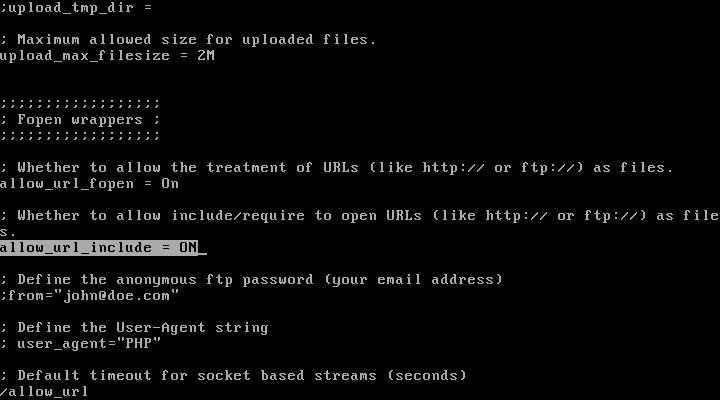 ;upload_tmp_dir =
; Maximum allowed size for uploaded files.
upload_max_filesize = 2M
;;;;;;;;;;;;;;;;;;
; Fopen wrappers ;
;;;;;;;;;;;;;;;;;;
; Whether to allow the treatment of URLs (like http:// or ftp://) as files.
allow_url_fopen = On
; Whether to allow include/require to open URLs (like http:// or ftp://) as file
s.
allow_url_include = ON_
; Define the anonymous ftp password (your email address)
;from="john@doe.com"
; Define the User-Agent string
; user_agent="PHP"
; Default timeout for socket based streams (seconds)
/allow_url